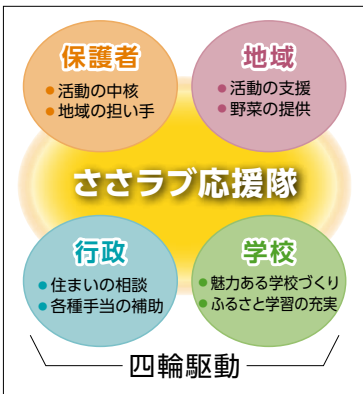 保護者
● 活動の中核
● 地域の担い手
地域
● 活動の支援
● 野菜の提供
ささラブ応援隊
行政
● 住まいの相談
● 各種手当の補助
学校
● 魅力ある学校づくり
● ふるさと学習の充実
四輪駆動